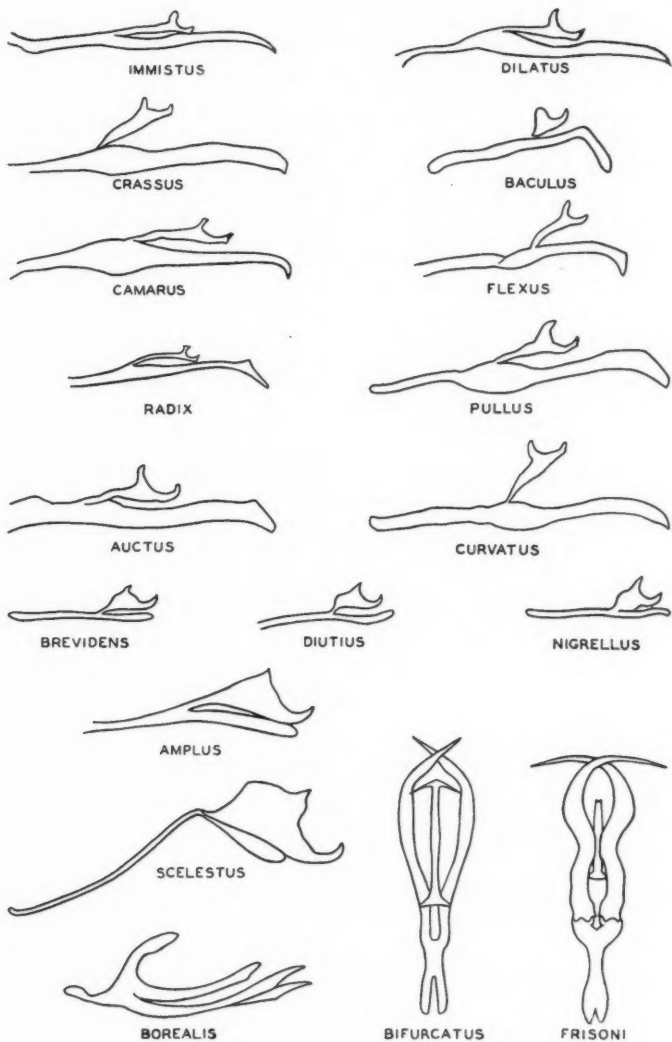 IMMISTUS
DILATUS
CRASSUS
BACULUS
CAMARUS
FLEXUS
RADIX
PULLUS
AUCTUS
CURVATUS
BREVIDENS
DIUTIUS
NIGRELLUS
AMPLUS
SCELESTUS
BOREALIS
BIFURCATUS
FRISONI